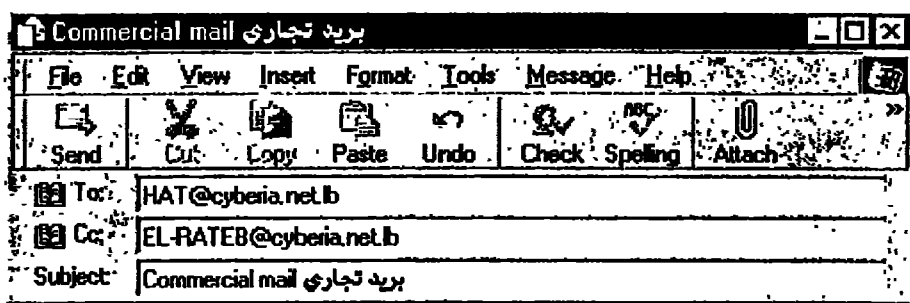 Commercial mail بريد تجاري
File Edit View Insert Format Tools Message Help
Send Cut Copy Paste Undo Check Spelling Attach
To: HAT@cyberia.net.lb
Cc: EL-RATEB@cyberia.net.lb
Subject: Commercial mail بريد تجاري